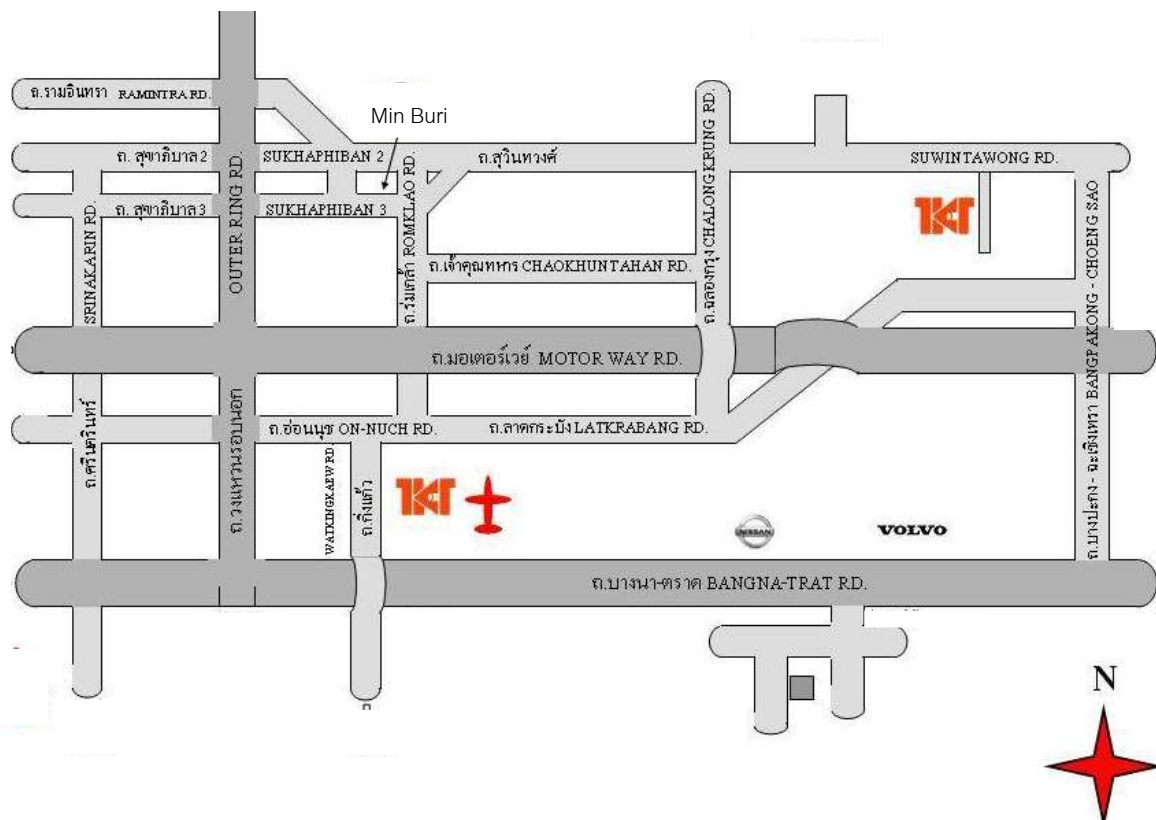 ถ.รามอินทรา RAMINTRA RD.
Min Buri
ถ. สุขาภิบาล 2 SUKHAPHIBAN 2 ถ.สุวินทวงศ์ SUWINTAWONG RD.
ถ. สุขาภิบาล 3 SUKHAPHIBAN 3
SRINAKARIN RD.
OUTER RING RD.
ถ.ร่มเกล้า ROMKLAO RD.
ถ.ฉลองกรุง CHALONGKRUNG RD.
TKT
ถ.เจ้าคุณทหาร CHAOKHUNTAHAN RD.
ถ.มอเตอร์เวย์ MOTOR WAY RD.
ถ.ศรีนครินทร์
ถ.วงแหวนรอบนอก
ถ.อ่อนนุช ON-NUCH RD. ถ.ลาดกระบัง LATKRABANG RD.
WATKINGKAEW RD.
ถ.กิ่งแก้ว
TKT
NISSAN
VOLVO
ถ.บางปะกง - ฉะเชิงเทรา BANGPAKONG - CHOENG SAO
ถ.บางนา-ตราด BANGNA-TRAT RD.
N